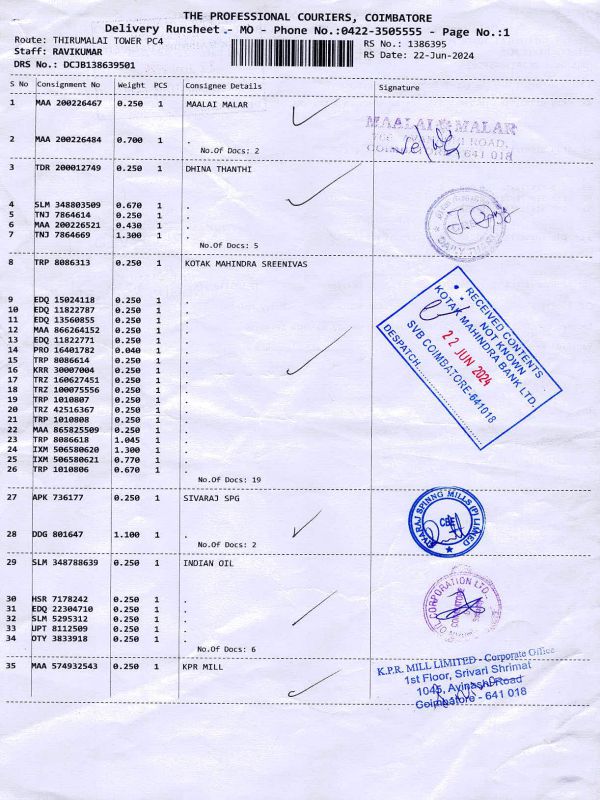 THE PROFESSIONAL COURIERS, COIMBATORE
Delivery Runsheet - MO - Phone No.:0422-3505555 - Page No.:1
Route: THIRUMALAI TOWER PC4
RS No.: 1386395
Staff: RAVIKUMAR
RS Date: 22-Jun-2024
DRS No.: DCJB138639501
S No Consignment No Weight PCS Consignee Details Signature
1 MAA 200226467 0.250 1 MAALAI MALAR
MAALAI MALAR
2 MAA 200226484 0.700 1 .
No.Of Docs: 2
641 018
3 TDR 200012749 0.250 1 DHINA THANTHI
4 SLM 348803509 0.670 1 .
5 TNJ 7864614 0.250 1 .
6 MAA 200226521 0.430 1 .
7 TNJ 7864669 1.300 1 .
No.Of Docs: 5
8 TRP 8086313 0.250 1 KOTAK MAHINDRA SREENIVAS
9 EDQ 15024118 0.250 1 .
10 EDQ 11822787 0.250 1 .
11 EDQ 13560855 0.250 1 .
12 MAA 866264152 0.250 1 .
13 EDQ 11822771 0.250 1 .
14 PRO 16401782 0.040 1 .
15 TRP 8086614 0.250 1 .
16 KRR 30007004 0.250 1 .
17 TRZ 160627451 0.250 1 .
18 TRZ 100075556 0.250 1 .
19 TRP 1010807 0.250 1 .
20 TRZ 42516367 0.250 1 .
21 TRP 1010808 0.250 1 .
22 MAA 865825509 0.250 1 .
23 TRP 8086618 1.045 1 .
24 IXM 506580620 1.300 1 .
25 IXM 506580621 0.770 1 .
26 TRP 1010806 0.670 1 .
No.Of Docs: 19
RECEIVED CONTENTS
NOT KNOWN
KOTAK MAHINDRA BANK LTD.
22 JUN 2024
SVB COIMBATORE-641018
DESPATCH
27 APK 736177 0.250 1 SIVARAJ SPG
28 DDG 801647 1.100 1 .
No.Of Docs: 2
SIVARAJ SPINNG MILLS (P) LIMITED
CBE
29 SLM 348788639 0.250 1 INDIAN OIL
30 HSR 7178242 0.250 1 .
31 EDQ 22304710 0.250 1 .
32 SLM 5295312 0.250 1 .
33 UPT 8112509 0.250 1 .
34 OTY 3833918 0.250 1 .
No.Of Docs: 6
OIL CORPORATION LTD.
35 MAA 574932543 0.250 1 KPR MILL
K.P.R. MILL LIMITED - Corporate Office
1st Floor, Srivari Shrimat
1045, Avinashi Road
Coimbatore - 641 018